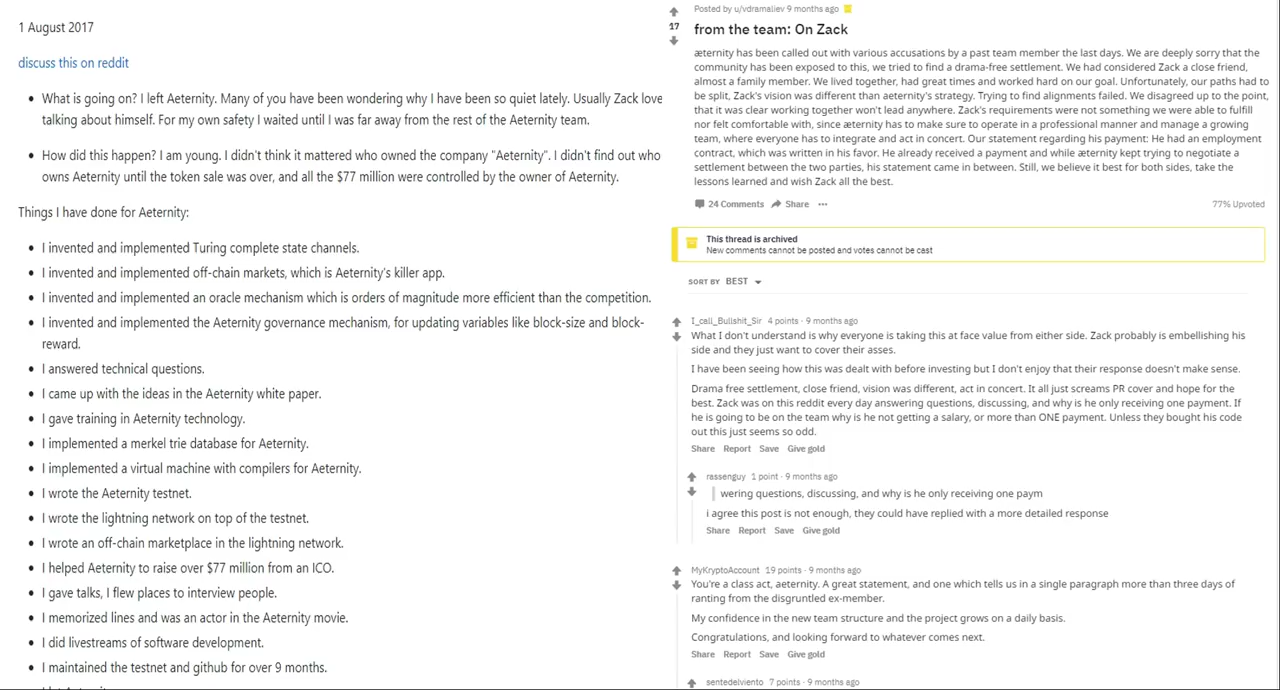 1 August 2017
discuss this on reddit
What is going on? I left Aeternity. Many of you have been wondering why I have been so quiet lately. Usually Zack love
talking about himself. For my own safety I waited until I was far away from the rest of the Aeternity team.
How did this happen? I am young. I didn't think it mattered who owned the company "Aeternity". I didn't find out who
owns Aeternity until the token sale was over, and all the $77 million were controlled by the owner of Aeternity.
Things I have done for Aeternity:
I invented and implemented Turing complete state channels.
I invented and implemented off-chain markets, which is Aeternity's killer app.
I invented and implemented an oracle mechanism which is orders of magnitude more efficient than the competition.
I invented and implemented the Aeternity governance mechanism, for updating variables like block-size and block-
reward.
I answered technical questions.
I came up with the ideas in the Aeternity white paper.
I gave training in Aeternity technology.
I implemented a merkel trie database for Aeternity.
I implemented a virtual machine with compilers for Aeternity.
I wrote the Aeternity testnet.
I wrote the lightning network on top of the testnet.
I wrote an off-chain marketplace in the lightning network.
I helped Aeternity to raise over $77 million from an ICO.
I gave talks, I flew places to interview people.
I memorized lines and was an actor in the Aeternity movie.
I did livestreams of software development.
I maintained the testnet and github for over 9 months.
Posted by u/vdramaliev 9 months ago
17
from the team: On Zack
æternity has been called out with various accusations by a past team member the last days. We are deeply sorry that the
community has been exposed to this, we tried to find a drama-free settlement. We had considered Zack a close friend,
almost a family member. We lived together, had great times and worked hard on our goal. Unfortunately, our paths had to
be split, Zack's vision was different than æternity's strategy. Trying to find alignments failed. We disagreed up to the point,
that it was clear working together won't lead anywhere. Zack's requirements were not something we were able to fulfill
nor felt comfortable with, since æternity has to make sure to operate in a professional manner and manage a growing
team, where everyone has to integrate and act in concert. Our statement regarding his payment: He had an employment
contract, which was written in his favor. He already received a payment and while æternity kept trying to negotiate a
settlement between the two parties, his statement came in between. Still, we believe it best for both sides, take the
lessons learned and wish Zack all the best.
24 Comments Share ••• 77% Upvoted
This thread is archived
New comments cannot be posted and votes cannot be cast
SORT BY BEST
I_call_Bullshit_Sir 4 points · 9 months ago
What I don't understand is why everyone is taking this at face value from either side. Zack probably is embellishing his
side and they just want to cover their asses.
I have been seeing how this was dealt with before investing but I don't enjoy that their response doesn't make sense.
Drama free settlement, close friend, vision was different, act in concert. It all just screams PR cover and hope for the
best. Zack was on this reddit every day answering questions, discussing, and why is he only receiving one payment. If
he is going to be on the team why is he not getting a salary, or more than ONE payment. Unless they bought his code
out this just seems so odd.
Share Report Save Give gold
rassenguy 1 point · 9 months ago
wering questions, discussing, and why is he only receiving one paym
i agree this post is not enough, they could have replied with a more detailed response
Share Report Save Give gold
MyKryptoAccount 19 points · 9 months ago
You're a class act, aeternity. A great statement, and one which tells us in a single paragraph more than three days of
ranting from the disgruntled ex-member.
My confidence in the new team structure and the project grows on a daily basis.
Congratulations, and looking forward to whatever comes next.
Share Report Save Give gold
sentedelviento 7 points · 9 months ago